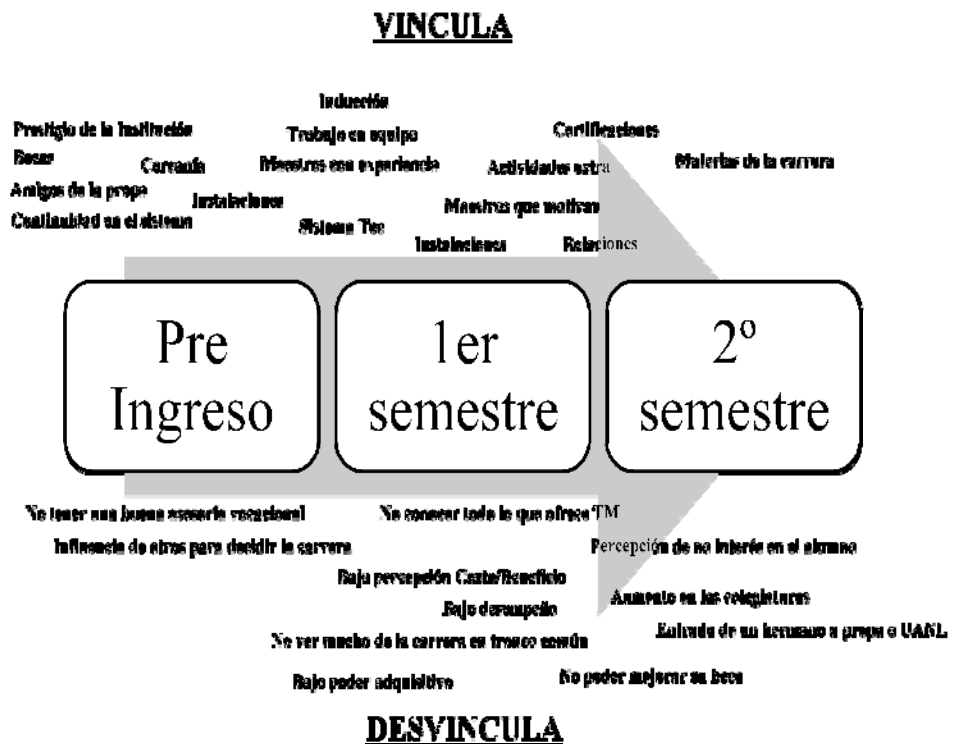 VINCULA
Inducción
Prestigio de la Institución
Trabajo en equipo
Certificaciones
Becas
Cercanía
Maestros con experiencia
Actividades extra
Materias de la carrera
Amigos de la prepa
Instalaciones
Maestros que motivan
Continuidad en el sistema
Sistema Tec
Instalaciones
Relaciones
Pre
Ingreso
1er
semestre
2º
semestre
No tener una buena asesoría vocacional
No conocer todo lo que ofrece TM
Influencia de otros para decidir la carrera
Percepción de no interés en el alumno
Baja percepción Costo/Beneficio
Aumento en las colegiaturas
Bajo desempeño
Entrada de un hermano a prepa o UANL
No ver mucho de la carrera en tronco común
Bajo poder adquisitivo
No poder mejorar su beca
DESVINCULA